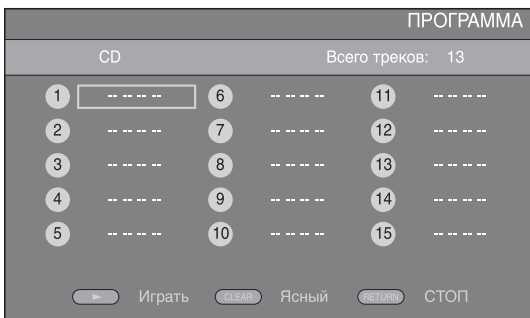 ПРОГРАММА
CD Всего треков: 13
1 -- -- -- -- 6 -- -- -- -- 11 -- -- -- --
2 -- -- -- -- 7 -- -- -- -- 12 -- -- -- --
3 -- -- -- -- 8 -- -- -- -- 13 -- -- -- --
4 -- -- -- -- 9 -- -- -- -- 14 -- -- -- --
5 -- -- -- -- 10 -- -- -- -- 15 -- -- -- --
Играть CLEAR Ясный RETURN СТОП